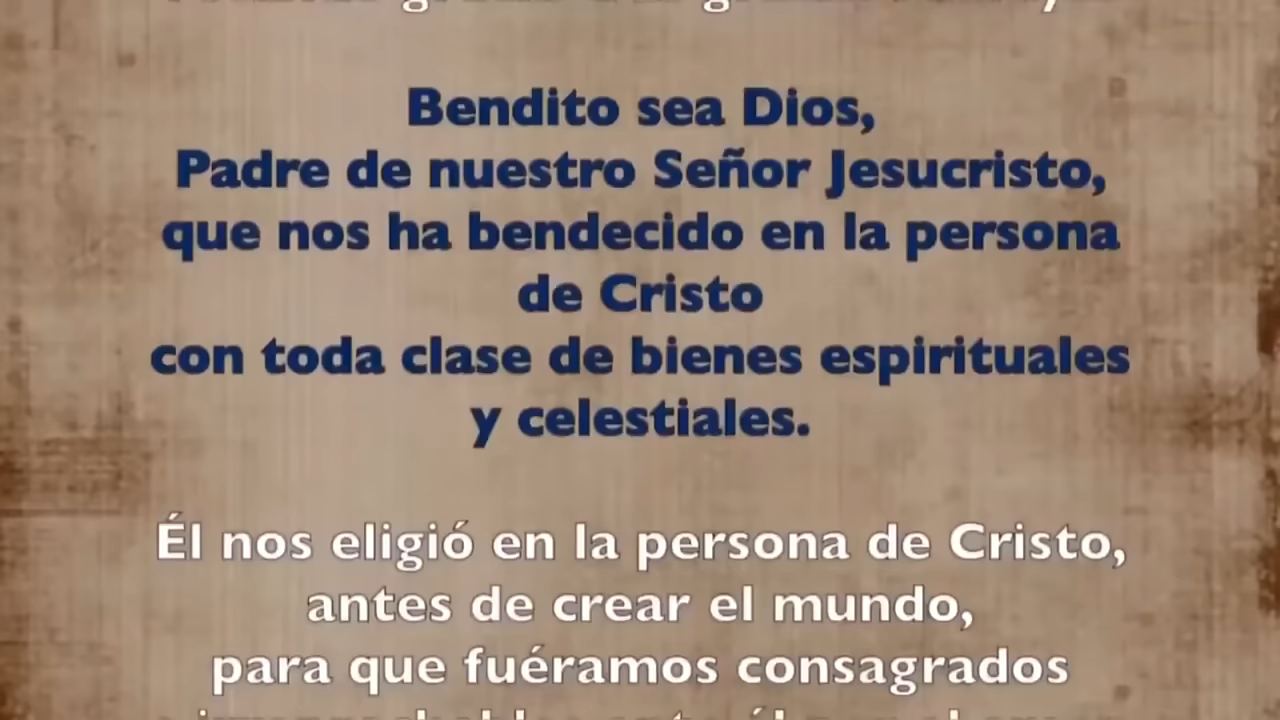 Bendito sea Dios,
Padre de nuestro Señor Jesucristo,
que nos ha bendecido en la persona
de Cristo
con toda clase de bienes espirituales
y celestiales.
Él nos eligió en la persona de Cristo,
antes de crear el mundo,
para que fuéramos consagrados